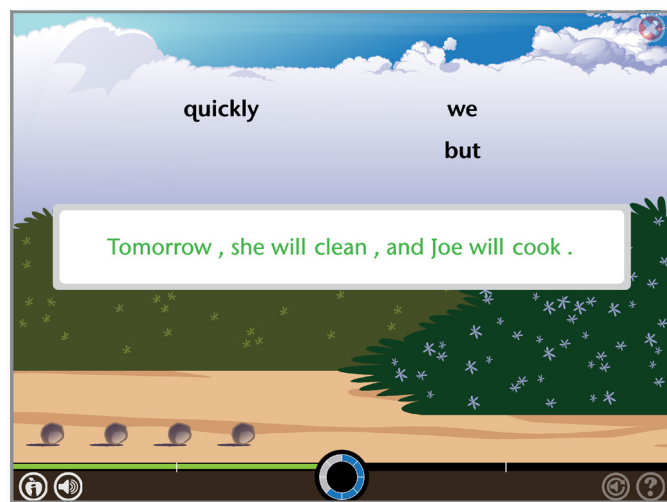 quickly we
but
Tomorrow , she will clean , and Joe will cook .